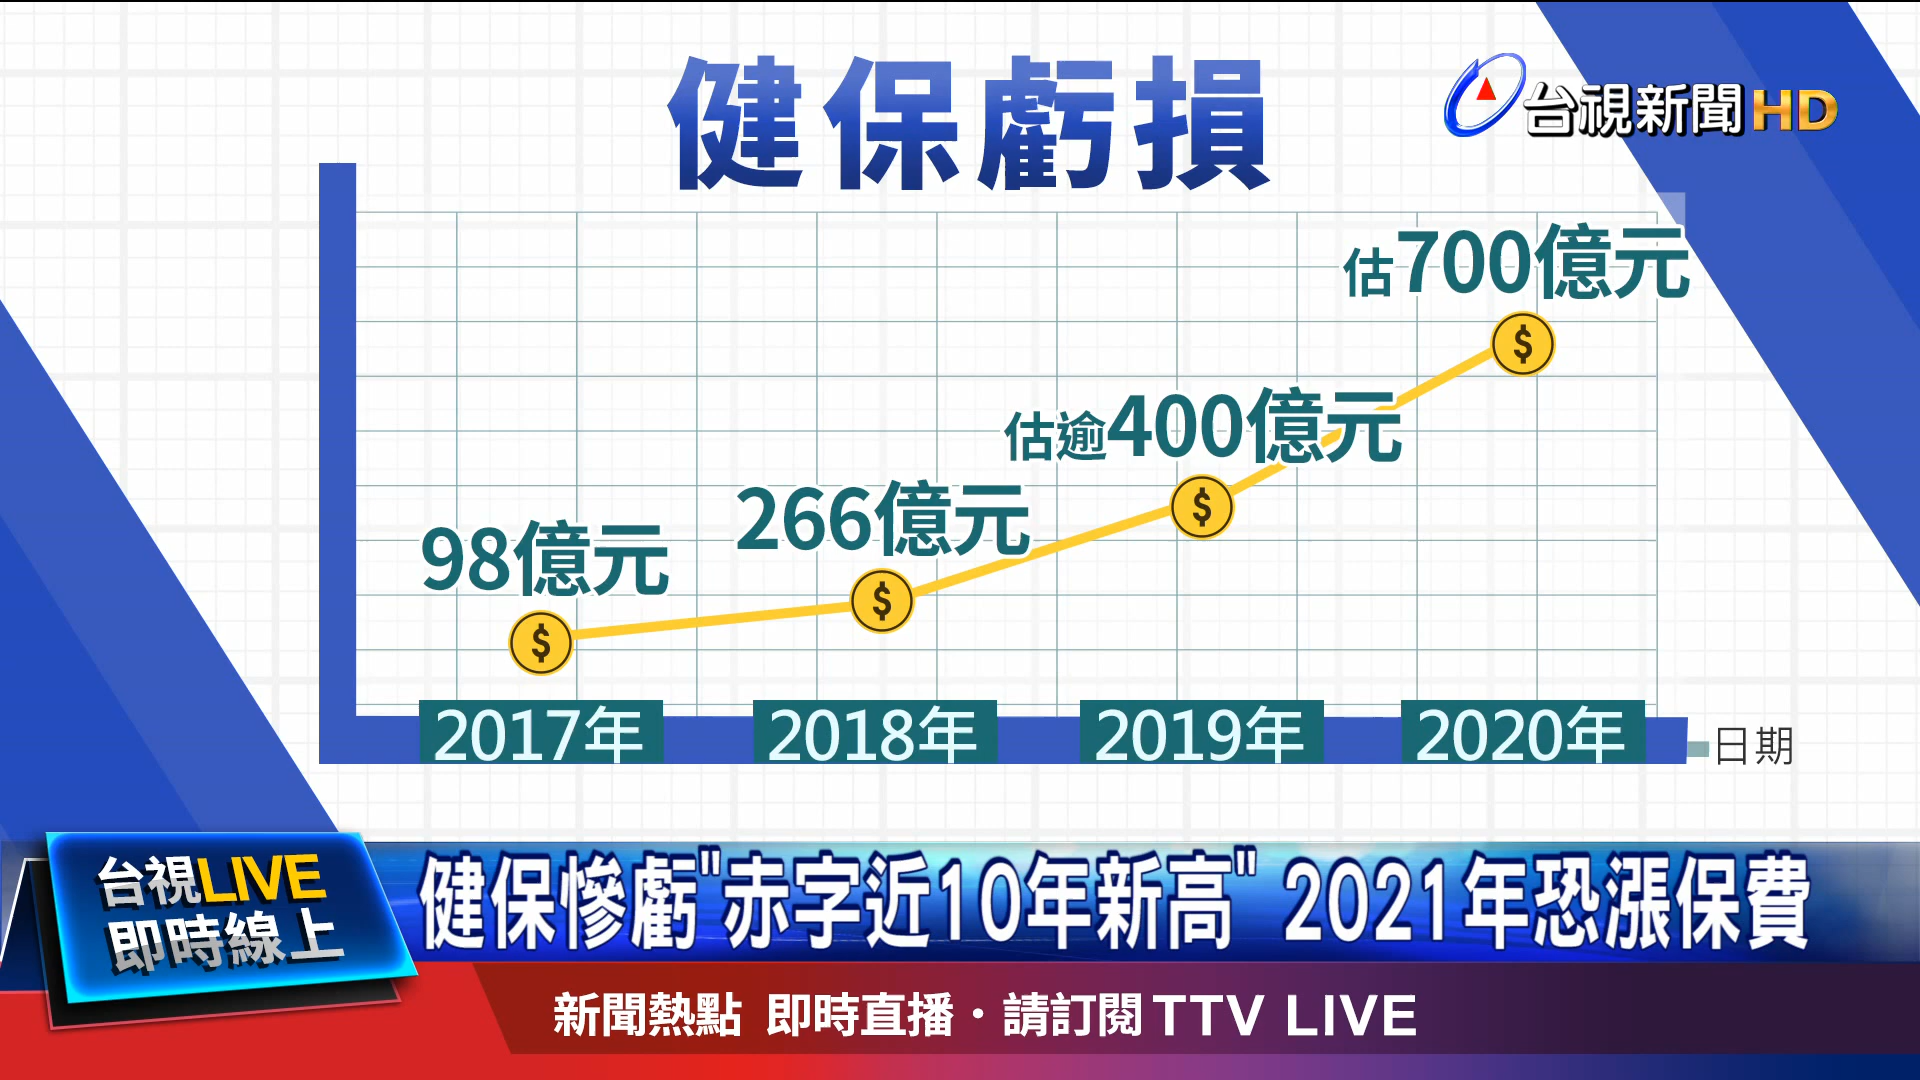 健保虧損
台視新聞HD
估700億元
估逾400億元
266億元
98億元
2017年
2018年
2019年
2020年
日期
台視LIVE
即時線上
健保慘虧"赤字近10年新高" 2021年恐漲保費
新聞熱點 即時直播・請訂閱TTV LIVE